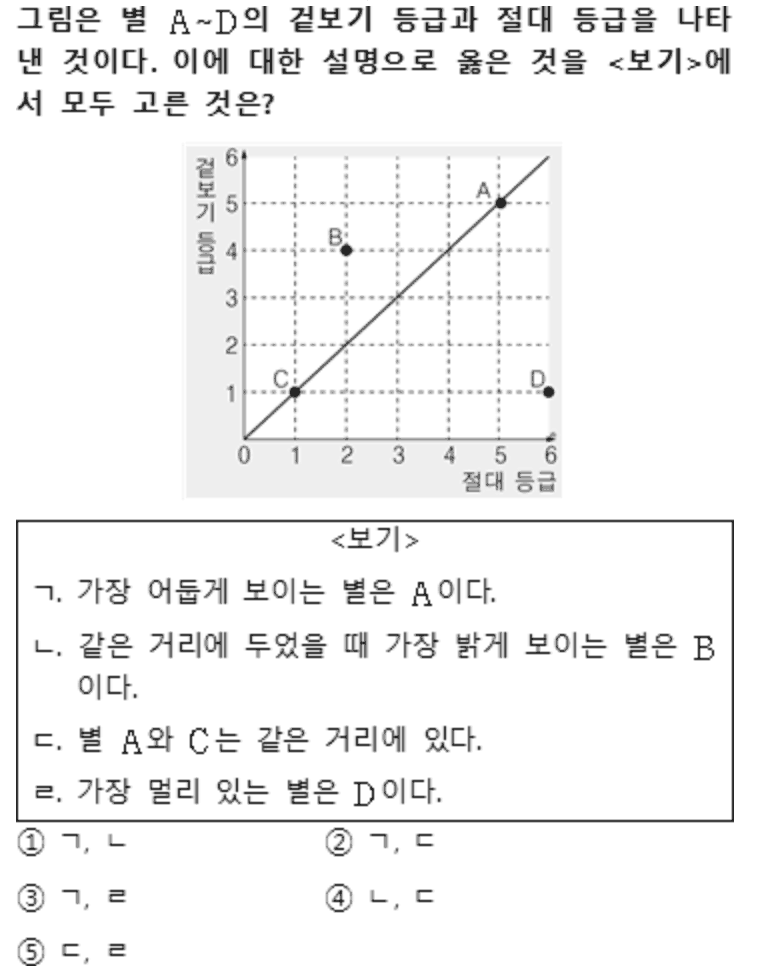 그림은 별 A~D의 겉보기 등급과 절대 등급을 나타
낸 것이다. 이에 대한 설명으로 옳은 것을 <보기>에
서 모두 고른 것은?
겉보기 등급
6
5
4
3
2
1
A
B
C
D
0 1 2 3 4 5 6
절대 등급
<보기>
ㄱ. 가장 어둡게 보이는 별은 A이다.
ㄴ. 같은 거리에 두었을 때 가장 밝게 보이는 별은 B
이다.
ㄷ. 별 A와 C는 같은 거리에 있다.
ㄹ. 가장 멀리 있는 별은 D이다.
① ㄱ, ㄴ ② ㄱ, ㄷ
③ ㄱ, ㄹ ④ ㄴ, ㄷ
⑤ ㄷ, ㄹ